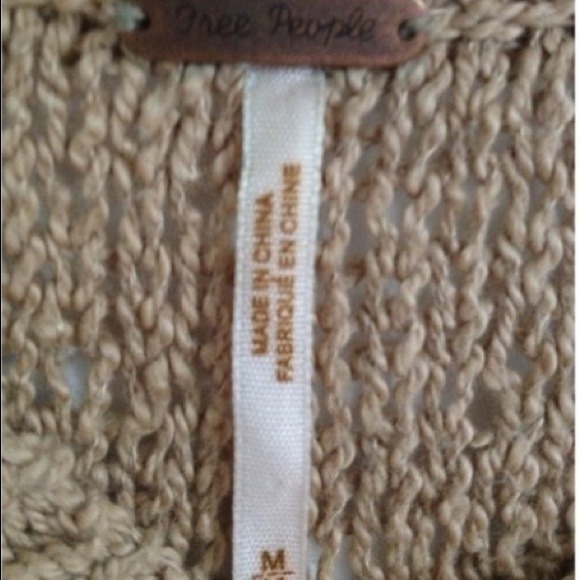 Free People
MADE IN CHINA
FABRIQUÉ EN CHINE
M